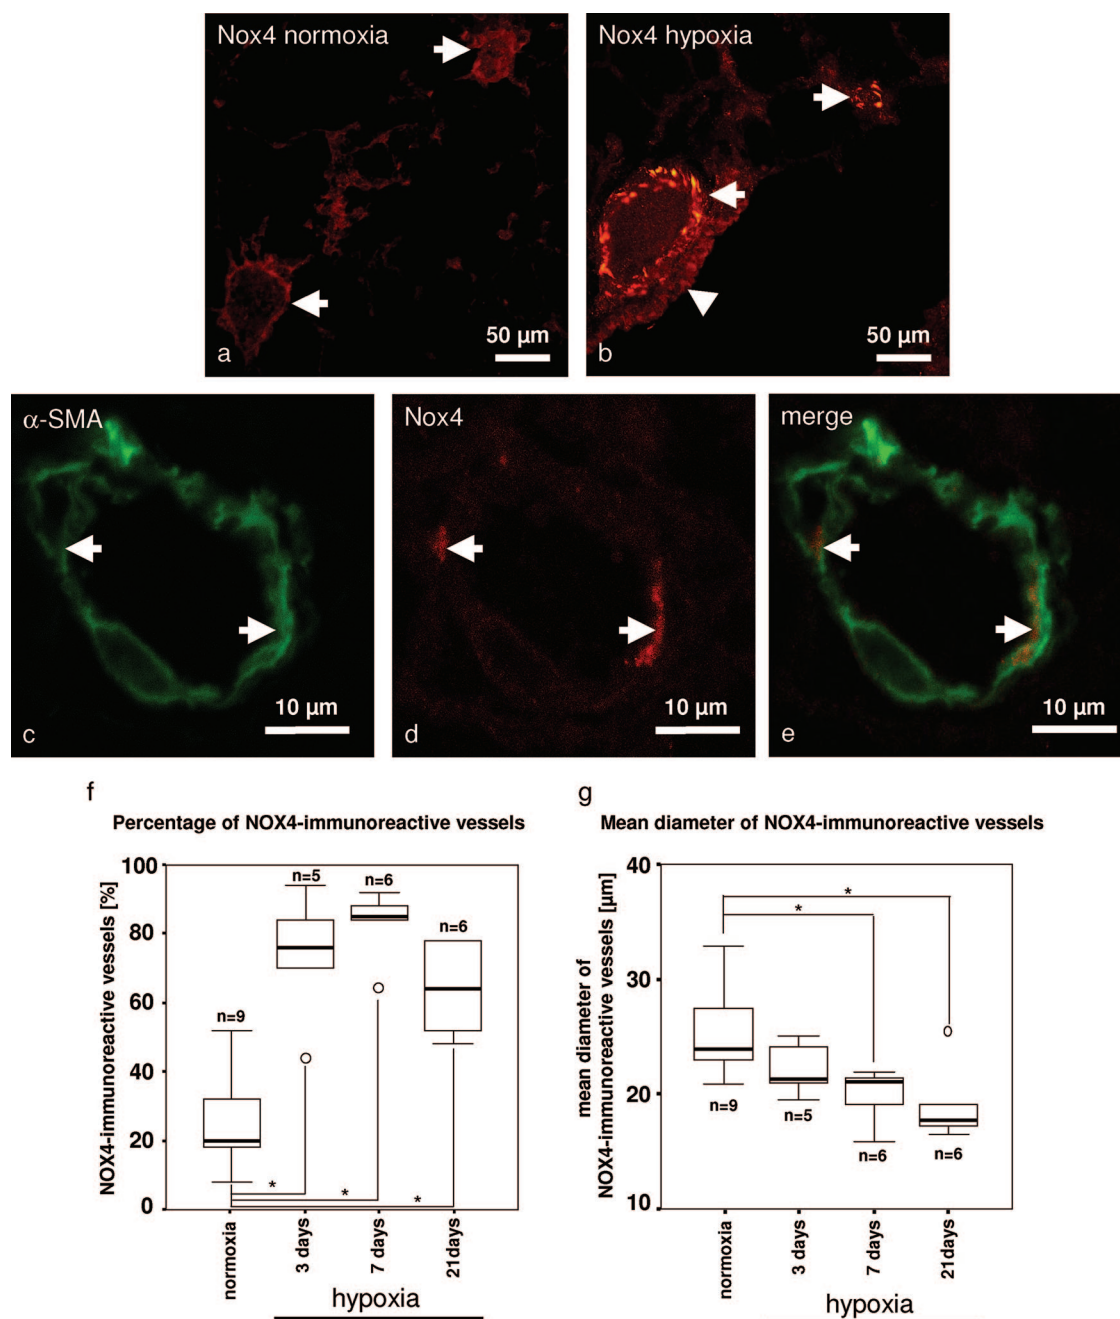 Nox4 normoxia
50 µm
a
Nox4 hypoxia
50 µm
b
α-SMA
10 µm
c
Nox4
10 µm
d
merge
10 µm
e
f
Percentage of NOX4-immunoreactive vessels
NOX4-immunoreactive vessels [%]
100
80
60
40
20
0
n=9
n=5
n=6
n=6
*
*
*
normoxia
3 days
7 days
21days
hypoxia
g
Mean diameter of NOX4-immunoreactive vessels
mean diameter of
NOX4-immunoreactive vessels [µm]
40
30
20
10
*
*
n=9
n=5
n=6
n=6
normoxia
3 days
7 days
21days
hypoxia